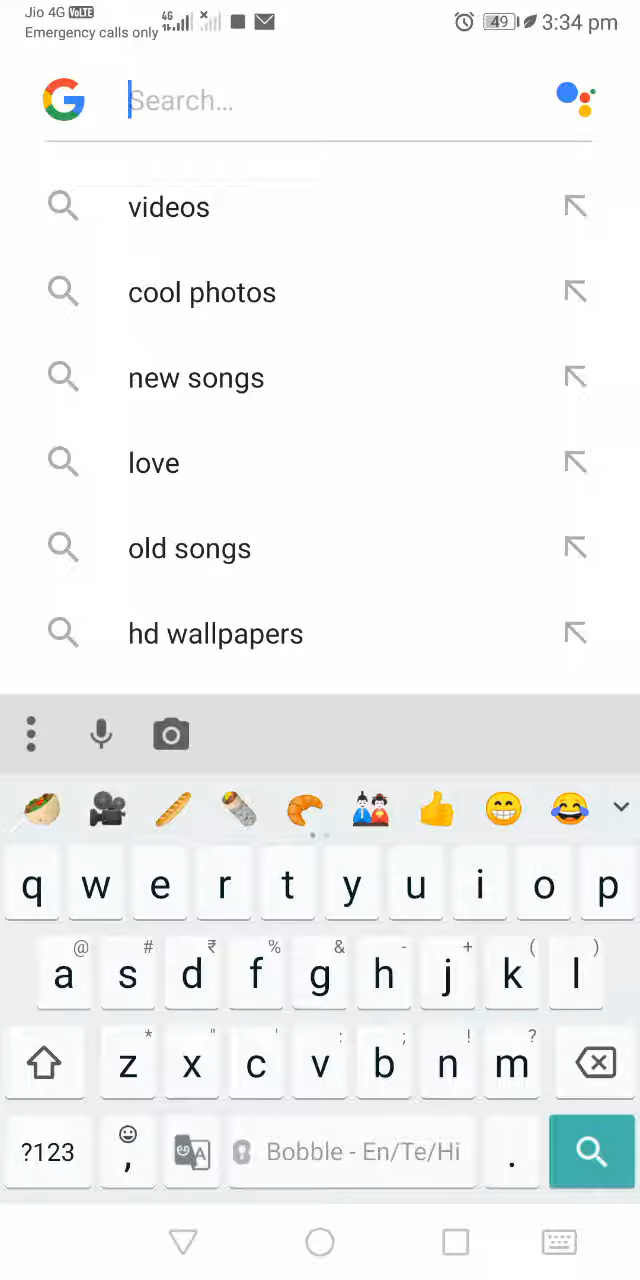 Jio 4G VoLTE 4G 49 3:34 pm
Emergency calls only
Search...
videos
cool photos
new songs
love
old songs
hd wallpapers
q w e r t y u i o p
@ # ₹ % & - + ( )
a s d f g h j k l
* " ' : ; ! ?
z x c v b n m
?123 , అ A Bobble - En/Te/Hi .